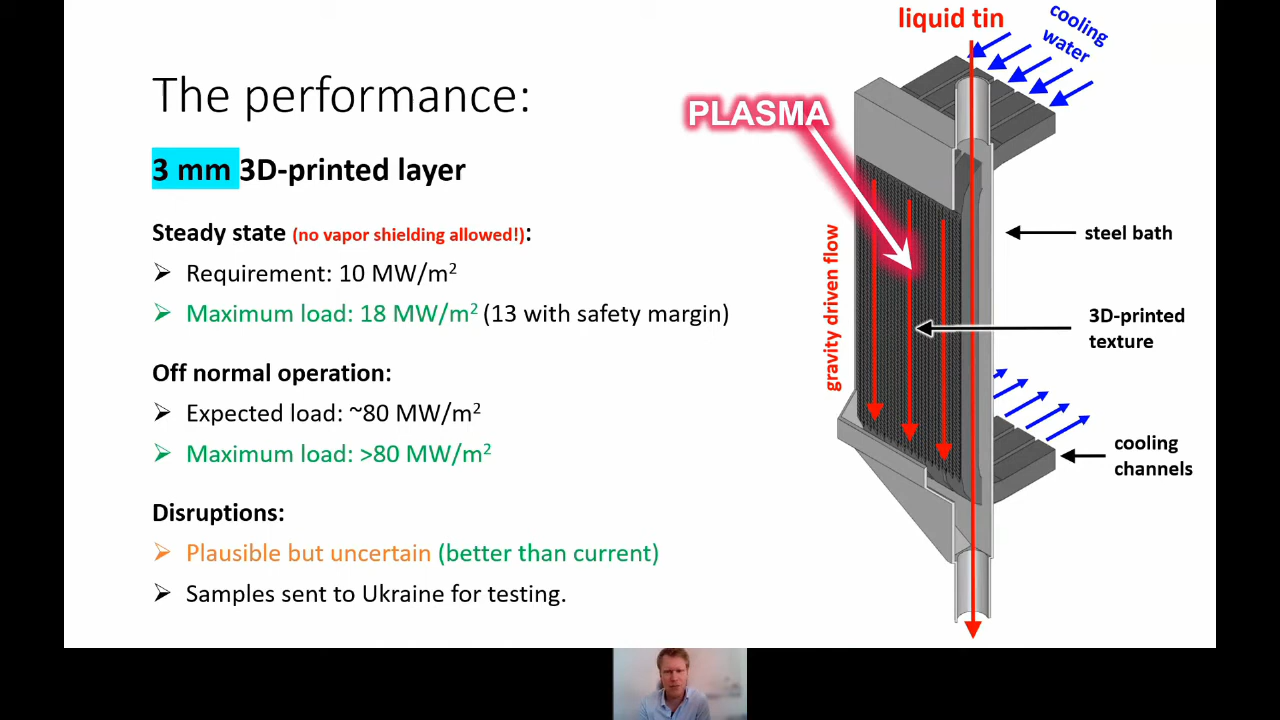 The performance:
3 mm 3D-printed layer
Steady state (no vapor shielding allowed!):
➢ Requirement: 10 MW/m²
➢ Maximum load: 18 MW/m² (13 with safety margin)
Off normal operation:
➢ Expected load: ~80 MW/m²
➢ Maximum load: >80 MW/m²
Disruptions:
➢ Plausible but uncertain (better than current)
➢ Samples sent to Ukraine for testing.
liquid tin
cooling
water
PLASMA
gravity driven flow
steel bath
3D-printed
texture
cooling
channels